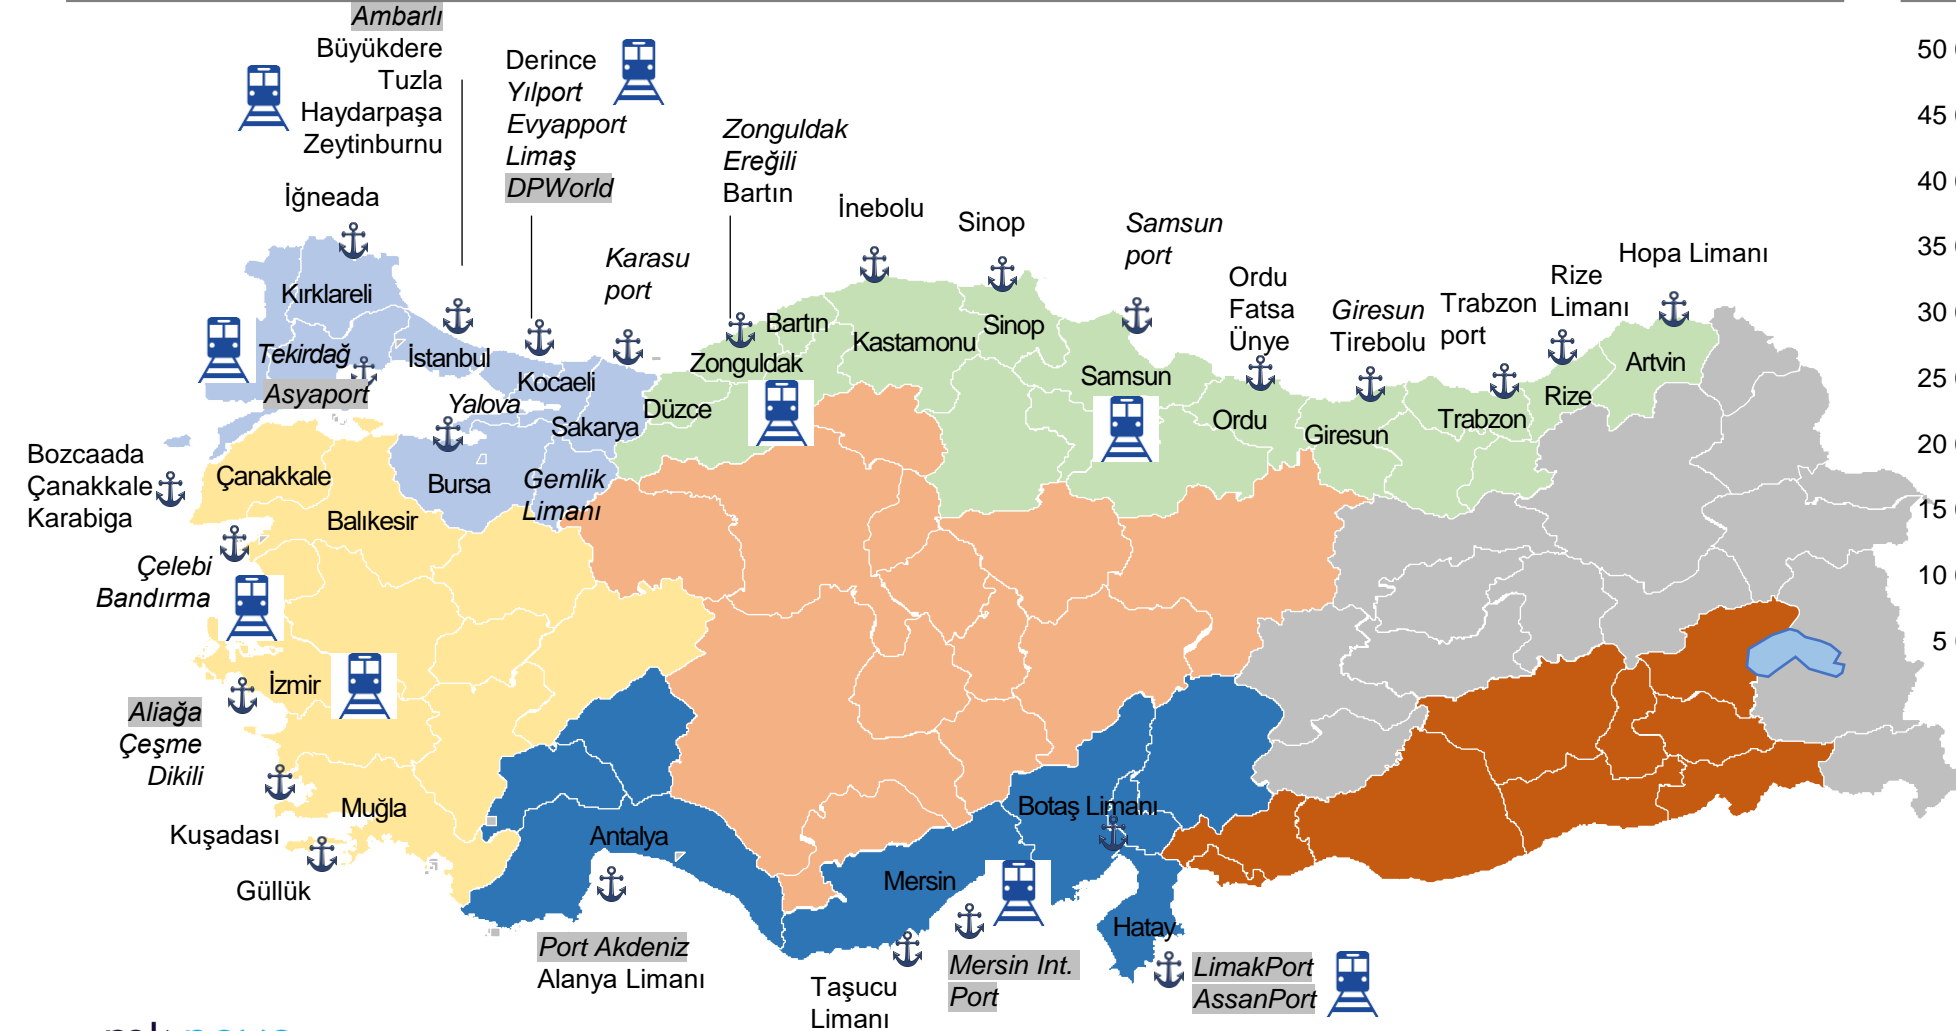 Ambarlı
Büyükdere
Tuzla
Haydarpaşa
Zeytinburnu
Derince
Yılport
Evyapport
Limaş
DPWorld
Zonguldak
Ereğili
Bartın
İğneada
İnebolu
Sinop
Samsun
port
Karasu
port
Ordu
Fatsa
Ünye
Giresun
Tirebolu
Trabzon
port
Rize
Limanı
Hopa Limanı
Kırklareli
Tekirdağ
Asyaport
İstanbul
Kocaeli
Yalova
Sakarya
Bursa
Gemlik
Limanı
Düzce
Zonguldak
Bartın
Kastamonu
Sinop
Samsun
Ordu
Giresun
Trabzon
Rize
Artvin
Bozcaada
Çanakkale
Karabiga
Çanakkale
Balıkesir
Çelebi
Bandırma
İzmir
Aliağa
Çeşme
Dikili
Muğla
Kuşadası
Güllük
Antalya
Port Akdeniz
Alanya Limanı
Mersin
Taşucu
Limanı
Mersin Int.
Port
Botaş Limanı
Hatay
LimakPort
AssanPort
50
45
40
35
30
25
20
15
10
5